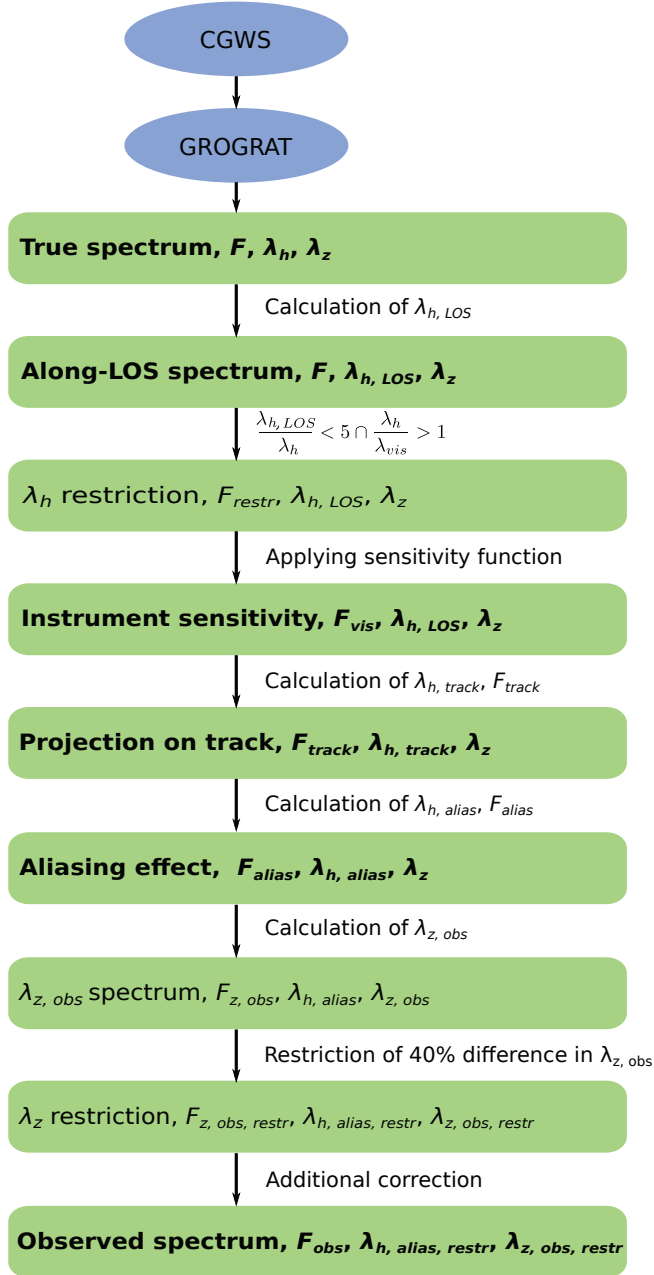 CGWS
GROGRAT
True spectrum, F, λh, λz
Calculation of λh, LOS
Along-LOS spectrum, F, λh, LOS, λz
λh, LOS / λh < 5 ∩ λh / λvis > 1
λh restriction, Frestr, λh, LOS, λz
Applying sensitivity function
Instrument sensitivity, Fvis, λh, LOS, λz
Calculation of λh, track, Ftrack
Projection on track, Ftrack, λh, track, λz
Calculation of λh, alias, Falias
Aliasing effect, Falias, λh, alias, λz
Calculation of λz, obs
λz, obs spectrum, Fz, obs, λh, alias, λz, obs
Restriction of 40% difference in λz, obs
λz restriction, Fz, obs, restr, λh, alias, restr, λz, obs, restr
Additional correction
Observed spectrum, Fobs, λh, alias, restr, λz, obs, restr